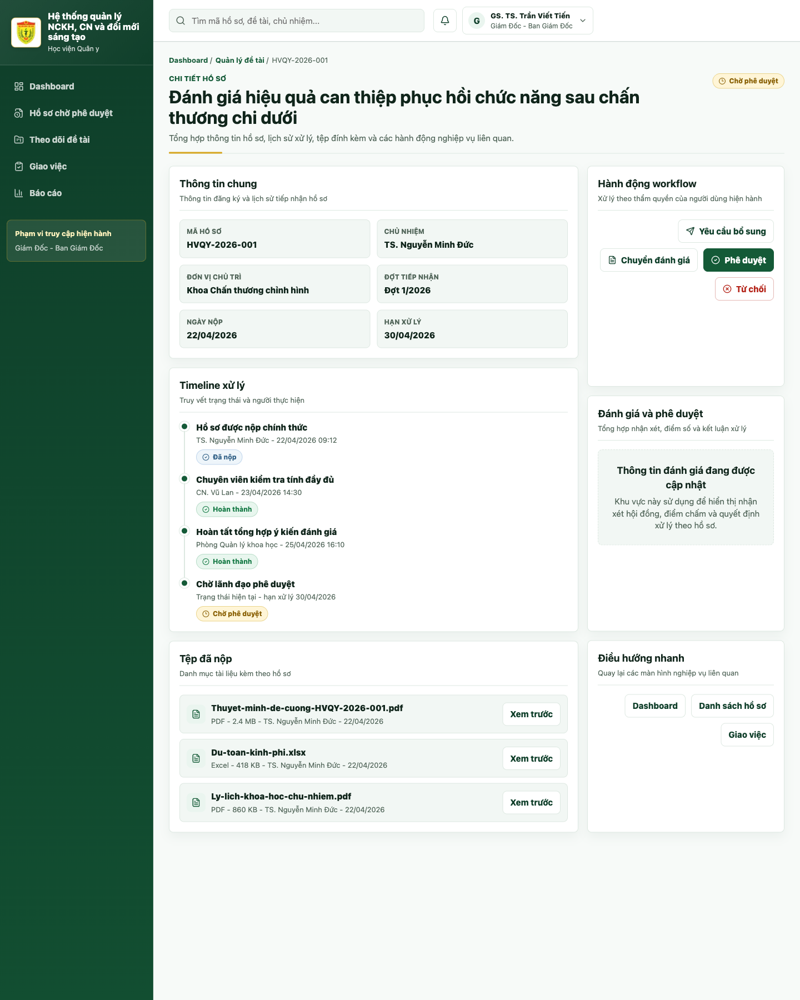 Hệ thống quản lý
NCKH, CN và đổi mới
sáng tạo
Học viện Quân y
Dashboard
Hồ sơ chờ phê duyệt
Theo dõi đề tài
Giao việc
Báo cáo
Phạm vi truy cập hiện hành
Giám Đốc - Ban Giám Đốc
Tìm mã hồ sơ, đề tài, chủ nhiệm...
G
GS. TS. Trần Viết Tiến
Giám Đốc - Ban Giám Đốc
Dashboard / Quản lý đề tài / HVQY-2026-001
CHI TIẾT HỒ SƠ
Chờ phê duyệt
Đánh giá hiệu quả can thiệp phục hồi chức năng sau chấn
thương chi dưới
Tổng hợp thông tin hồ sơ, lịch sử xử lý, tệp đính kèm và các hành động nghiệp vụ liên quan.
Thông tin chung
Thông tin đăng ký và lịch sử tiếp nhận hồ sơ
MÃ HỒ SƠ
HVQY-2026-001
CHỦ NHIỆM
TS. Nguyễn Minh Đức
ĐƠN VỊ CHỦ TRÌ
Khoa Chấn thương chỉnh hình
ĐỢT TIẾP NHẬN
Đợt 1/2026
NGÀY NỘP
22/04/2026
HẠN XỬ LÝ
30/04/2026
Hành động workflow
Xử lý theo thẩm quyền của người dùng hiện hành
Yêu cầu bổ sung
Chuyển đánh giá
Phê duyệt
Từ chối
Timeline xử lý
Truy vết trạng thái và người thực hiện
Hồ sơ được nộp chính thức
TS. Nguyễn Minh Đức - 22/04/2026 09:12
Đã nộp
Chuyên viên kiểm tra tính đầy đủ
CN. Vũ Lan - 23/04/2026 14:30
Hoàn thành
Hoàn tất tổng hợp ý kiến đánh giá
Phòng Quản lý khoa học - 25/04/2026 16:10
Hoàn thành
Chờ lãnh đạo phê duyệt
Trạng thái hiện tại - hạn xử lý 30/04/2026
Chờ phê duyệt
Đánh giá và phê duyệt
Tổng hợp nhận xét, điểm số và kết luận xử lý
Thông tin đánh giá đang được
cập nhật
Khu vực này sử dụng để hiển thị nhận
xét hội đồng, điểm chấm và quyết định
xử lý theo hồ sơ.
Tệp đã nộp
Danh mục tài liệu kèm theo hồ sơ
Thuyet-minh-de-cuong-HVQY-2026-001.pdf
PDF - 2.4 MB - TS. Nguyễn Minh Đức - 22/04/2026
Xem trước
Du-toan-kinh-phi.xlsx
Excel - 418 KB - TS. Nguyễn Minh Đức - 22/04/2026
Xem trước
Ly-lich-khoa-hoc-chu-nhiem.pdf
PDF - 860 KB - TS. Nguyễn Minh Đức - 22/04/2026
Xem trước
Điều hướng nhanh
Quay lại các màn hình nghiệp vụ liên quan
Dashboard
Danh sách hồ sơ
Giao việc